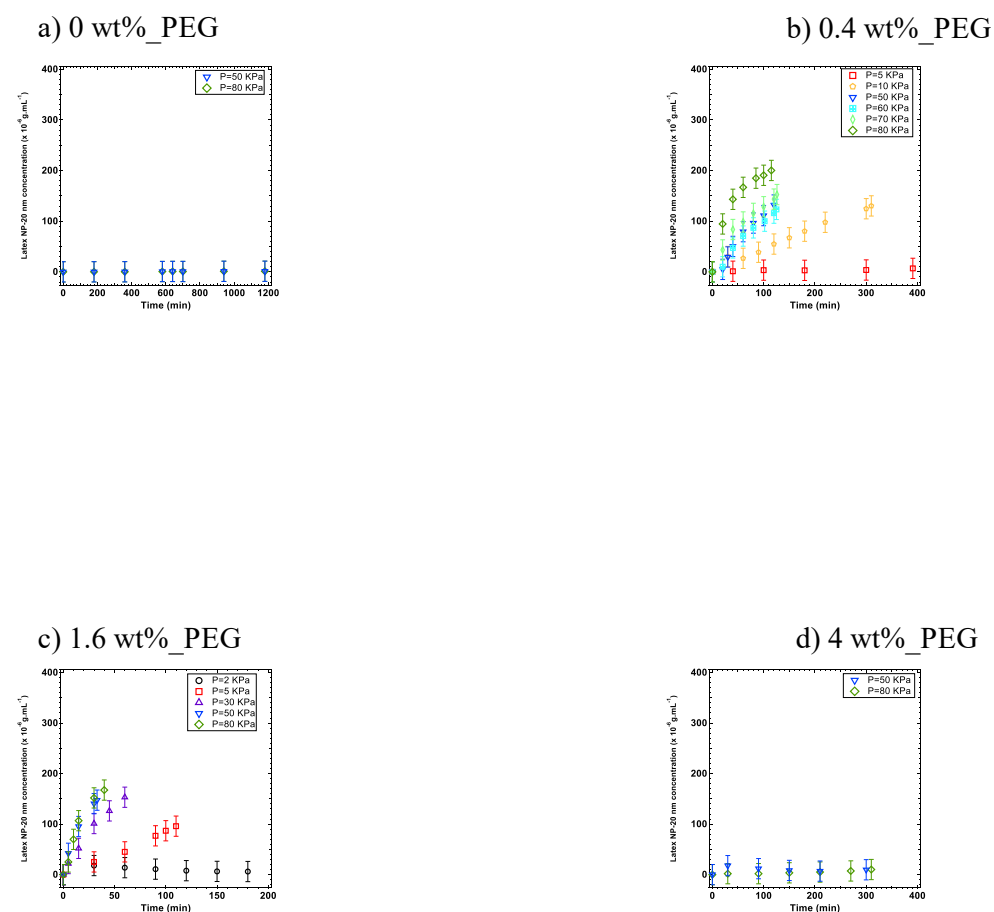 a) 0 wt%_PEG
Latex NP-20 nm concentration (x 10⁻⁶ g.mL⁻¹)
400
300
200
100
0
P=50 KPa
P=80 KPa
0 200 400 600 800 1000 1200
Time (min)
b) 0.4 wt%_PEG
Latex NP-20 nm concentration (x 10⁻⁶ g.mL⁻¹)
400
300
200
100
0
P=5 KPa
P=10 KPa
P=50 KPa
P=60 KPa
P=70 KPa
P=80 KPa
0 100 200 300 400
Time (min)
c) 1.6 wt%_PEG
Latex NP-20 nm concentration (x 10⁻⁶ g.mL⁻¹)
400
300
200
100
0
P=2 KPa
P=5 KPa
P=30 KPa
P=50 KPa
P=80 KPa
0 50 100 150 200
Time (min)
d) 4 wt%_PEG
Latex NP-20 nm concentration (x 10⁻⁶ g.mL⁻¹)
400
300
200
100
0
P=50 KPa
P=80 KPa
0 100 200 300 400
Time (min)